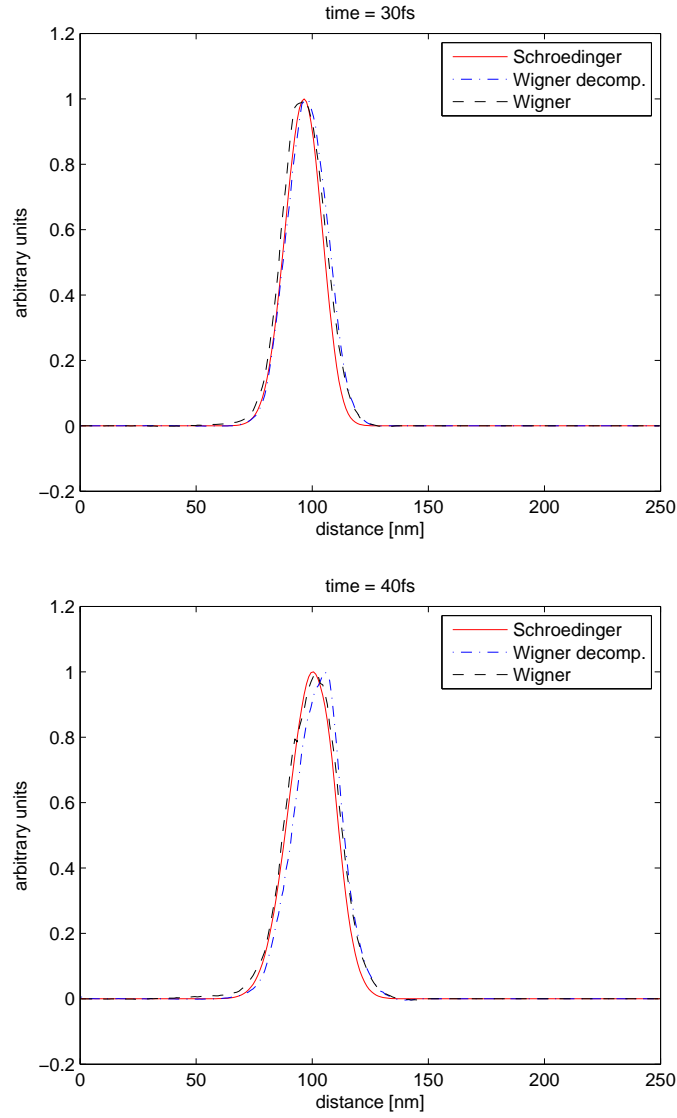 time = 30fs
1.2
1
0.8
0.6
0.4
0.2
0
−0.2
arbitrary units
Schroedinger
Wigner decomp.
Wigner
0 50 100 150 200 250
distance [nm]
time = 40fs
1.2
1
0.8
0.6
0.4
0.2
0
−0.2
arbitrary units
Schroedinger
Wigner decomp.
Wigner
0 50 100 150 200 250
distance [nm]